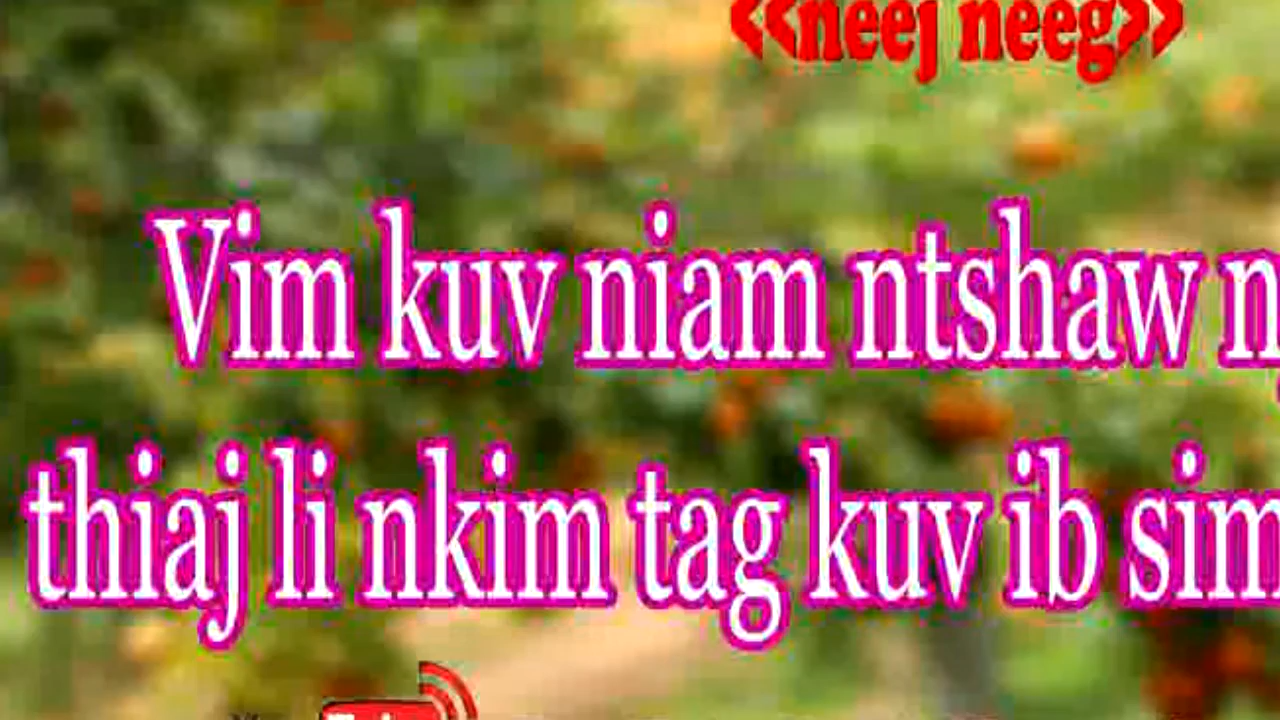 <<neej neeg>>
Vim kuv niam ntshaw
thiaj li nkim tag kuv ib sim